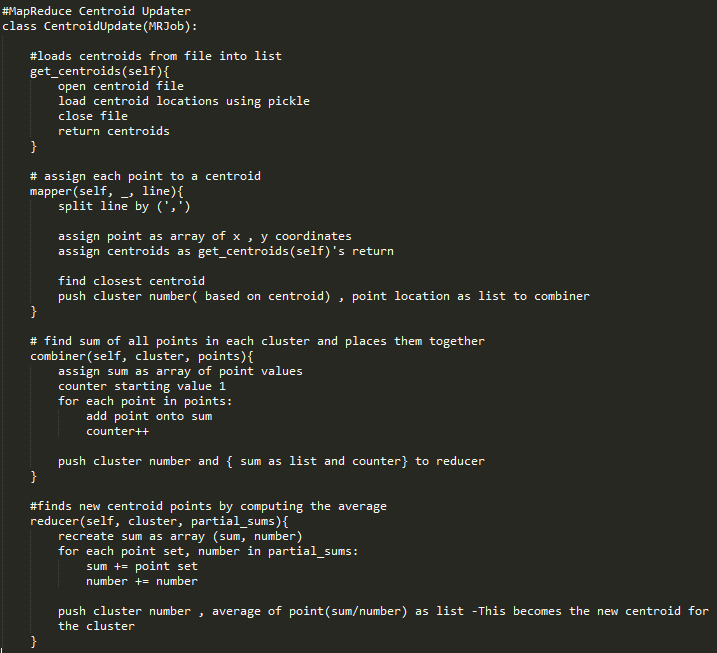 #MapReduce Centroid Updater
class CentroidUpdate(MRJob):
#loads centroids from file into list
get_centroids(self){
open centroid file
load centroid locations using pickle
close file
return centroids
}
# assign each point to a centroid
mapper(self, _, line){
split line by (',')
assign point as array of x , y coordinates
assign centroids as get_centroids(self)'s return
find closest centroid
push cluster number( based on centroid) , point location as list to combiner
}
# find sum of all points in each cluster and places them together
combiner(self, cluster, points){
assign sum as array of point values
counter starting value 1
for each point in points:
add point onto sum
counter++
push cluster number and { sum as list and counter} to reducer
}
#finds new centroid points by computing the average
reducer(self, cluster, partial_sums){
recreate sum as array (sum, number)
for each point set, number in partial_sums:
sum += point set
number += number
push cluster number , average of point(sum/number) as list -This becomes the new centroid for
the cluster
}